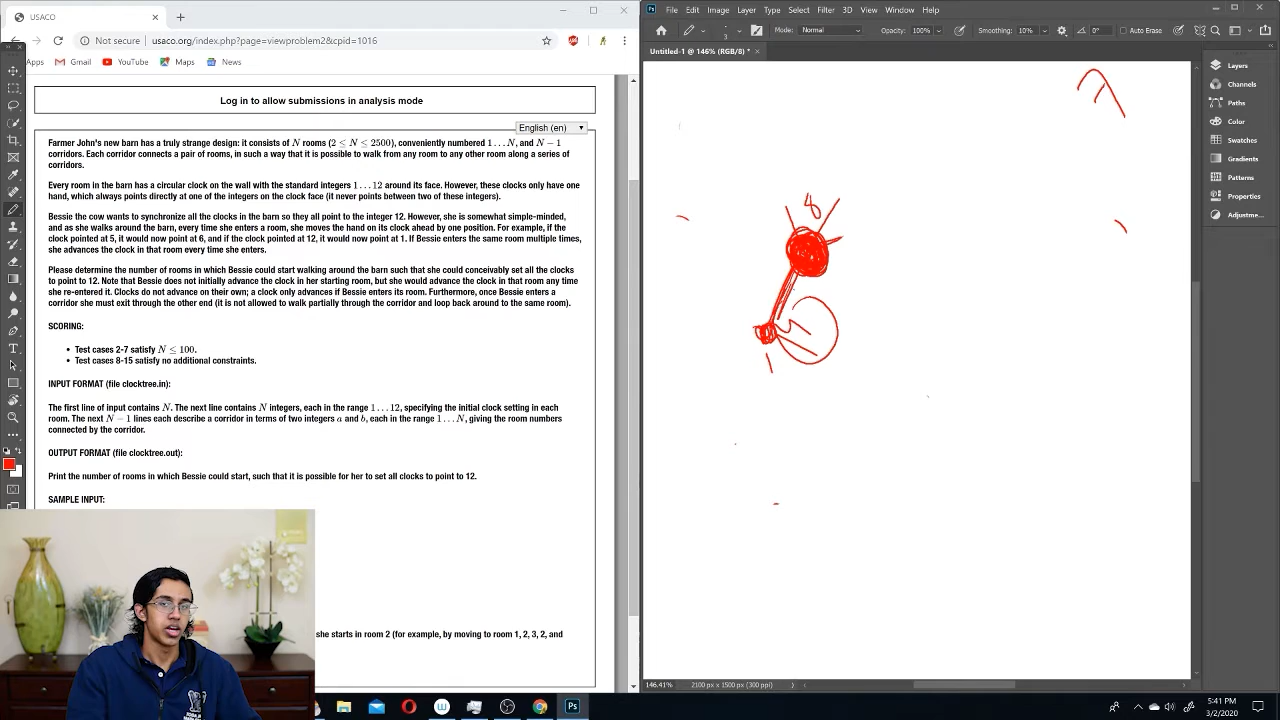 USACO
Not secure usaco.org/index.php?page=viewproblem2&cpid=1016
Maps Gmail YouTube Maps News
Log in to allow submissions in analysis mode
English (en)
Farmer John's new barn has a truly strange design: it consists of N rooms (2 ≤ N ≤ 2500), conveniently numbered 1…N, and N − 1
corridors. Each corridor connects a pair of rooms, in such a way that it is possible to walk from any room to any other room along a series of
corridors.
Every room in the barn has a circular clock on the wall with the standard integers 1…12 around its face. However, these clocks only have one
hand, which always points directly at one of the integers on the clock face (it never points between two of these integers).
Bessie the cow wants to synchronize all the clocks in the barn so they all point to the integer 12. However, she is somewhat simple-minded,
and as she walks around the barn, every time she enters a room, she moves the hand on its clock ahead by one position. For example, if the
clock pointed at 5, it would now point at 6, and if the clock pointed at 12, it would now point at 1. If Bessie enters the same room multiple times,
she advances the clock in that room every time she enters.
Please determine the number of rooms in which Bessie could start walking around the barn such that she could conceivably set all the clocks
to point to 12. Note that Bessie does not initially advance the clock in her starting room, but she would advance the clock in that room any time
she re-entered it. Clocks do not advance on their own; a clock only advances if Bessie enters its room. Furthermore, once Bessie enters a
corridor she must exit through the other end (it is not allowed to walk partially through the corridor and loop back around to the same room).
SCORING:
• Test cases 2-7 satisfy N ≤ 100.
• Test cases 8-15 satisfy no additional constraints.
INPUT FORMAT (file clocktree.in):
The first line of input contains N. The next line contains N integers, each in the range 1…12, specifying the initial clock setting in each
room. The next N − 1 lines each describe a corridor in terms of two integers a and b, each in the range 1…N, giving the room numbers
connected by the corridor.
OUTPUT FORMAT (file clocktree.out):
Print the number of rooms in which Bessie could start, such that it is possible for her to set all clocks to point to 12.
SAMPLE INPUT:
she starts in room 2 (for example, by moving to room 1, 2, 3, 2, and
Ps File Edit Image Layer Type Select Filter 3D View Window Help
3 Mode: Normal Opacity: 100% Smoothing: 10% 0° Auto Erase
Untitled-1 @ 146% (RGB/8) * ×
8
Layers
Channels
Paths
Color
Swatches
Gradients
Patterns
Properties
Adjustme...
146.41% 2100 px x 1500 px (300 ppi)
5:41 PM
3/2/2020